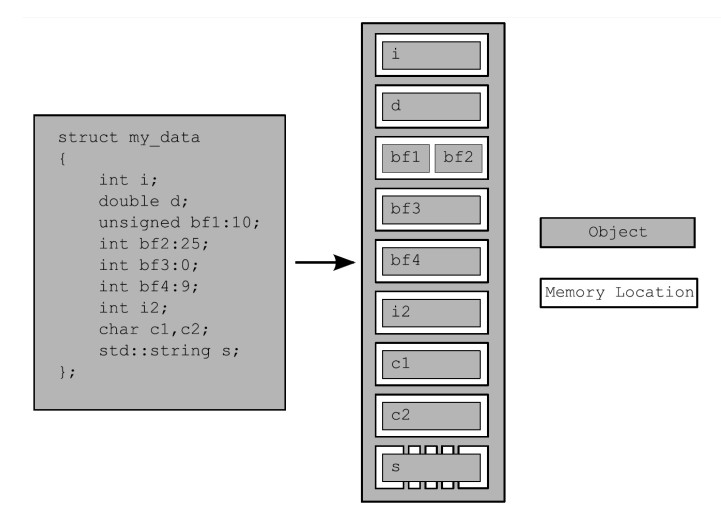 struct my_data
{
int i;
double d;
unsigned bf1:10;
int bf2:25;
int bf3:0;
int bf4:9;
int i2;
char c1,c2;
std::string s;
};
i
d
bf1 bf2
bf3
bf4
i2
c1
c2
s
Object
Memory Location